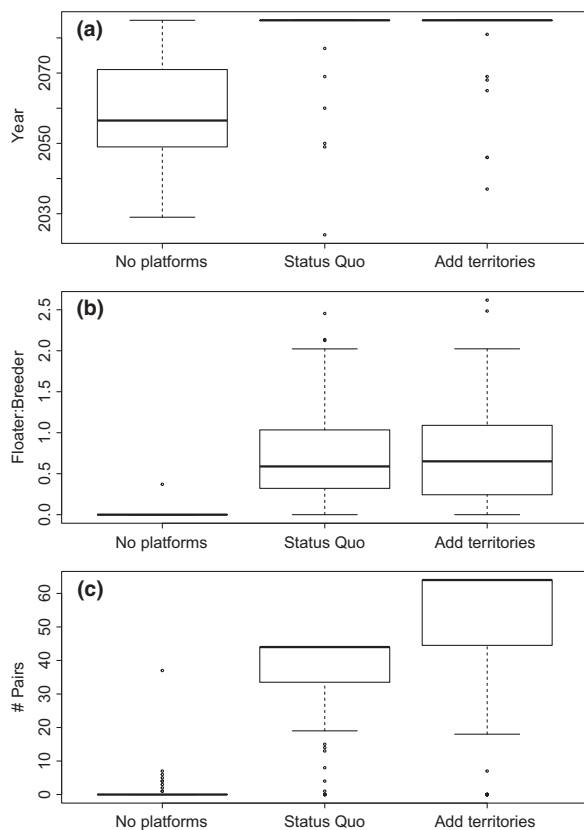 (a)
Year
2030
2050
2070
No platforms Status Quo Add territories
(b)
Floater:Breeder
0.0
0.5
1.0
1.5
2.0
2.5
No platforms Status Quo Add territories
(c)
# Pairs
0
10
20
30
40
50
60
No platforms Status Quo Add territories